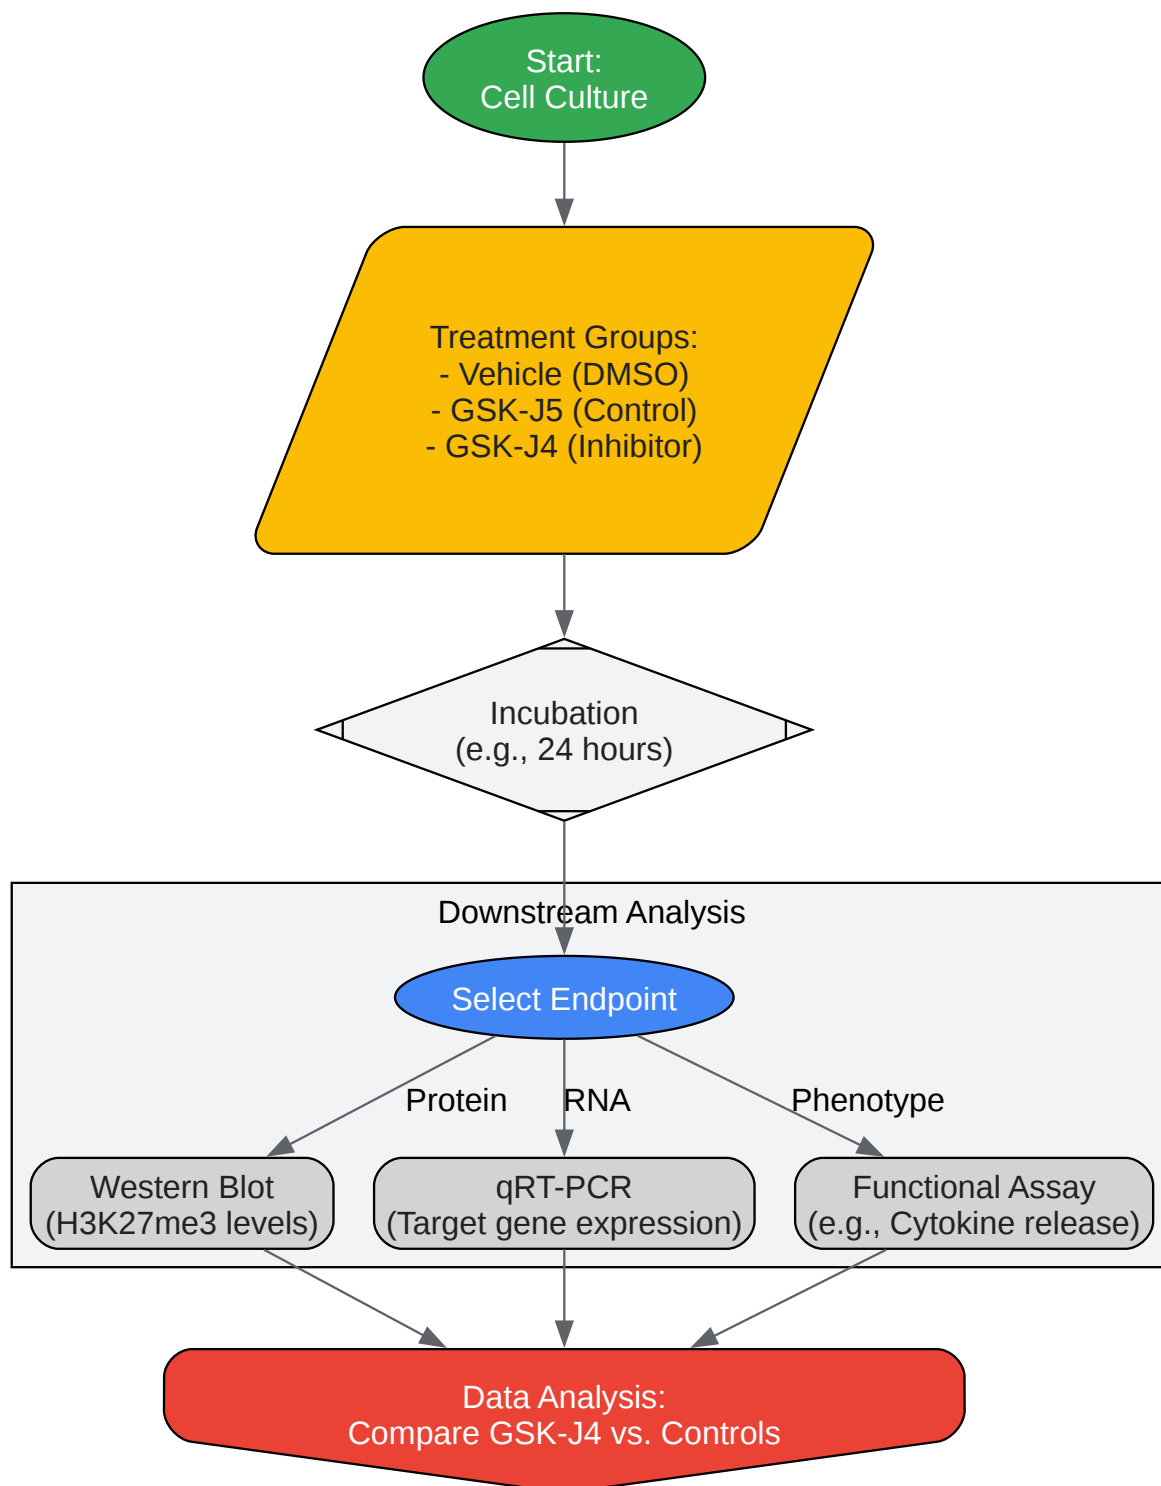 Start:
Cell Culture
Treatment Groups:
- Vehicle (DMSO)
- GSK-J5 (Control)
- GSK-J4 (Inhibitor)
Incubation
(e.g., 24 hours)
Downstream Analysis
Select Endpoint
Protein
RNA
Phenotype
Western Blot
(H3K27me3 levels)
qRT-PCR
(Target gene expression)
Functional Assay
(e.g., Cytokine release)
Data Analysis:
Compare GSK-J4 vs. Controls